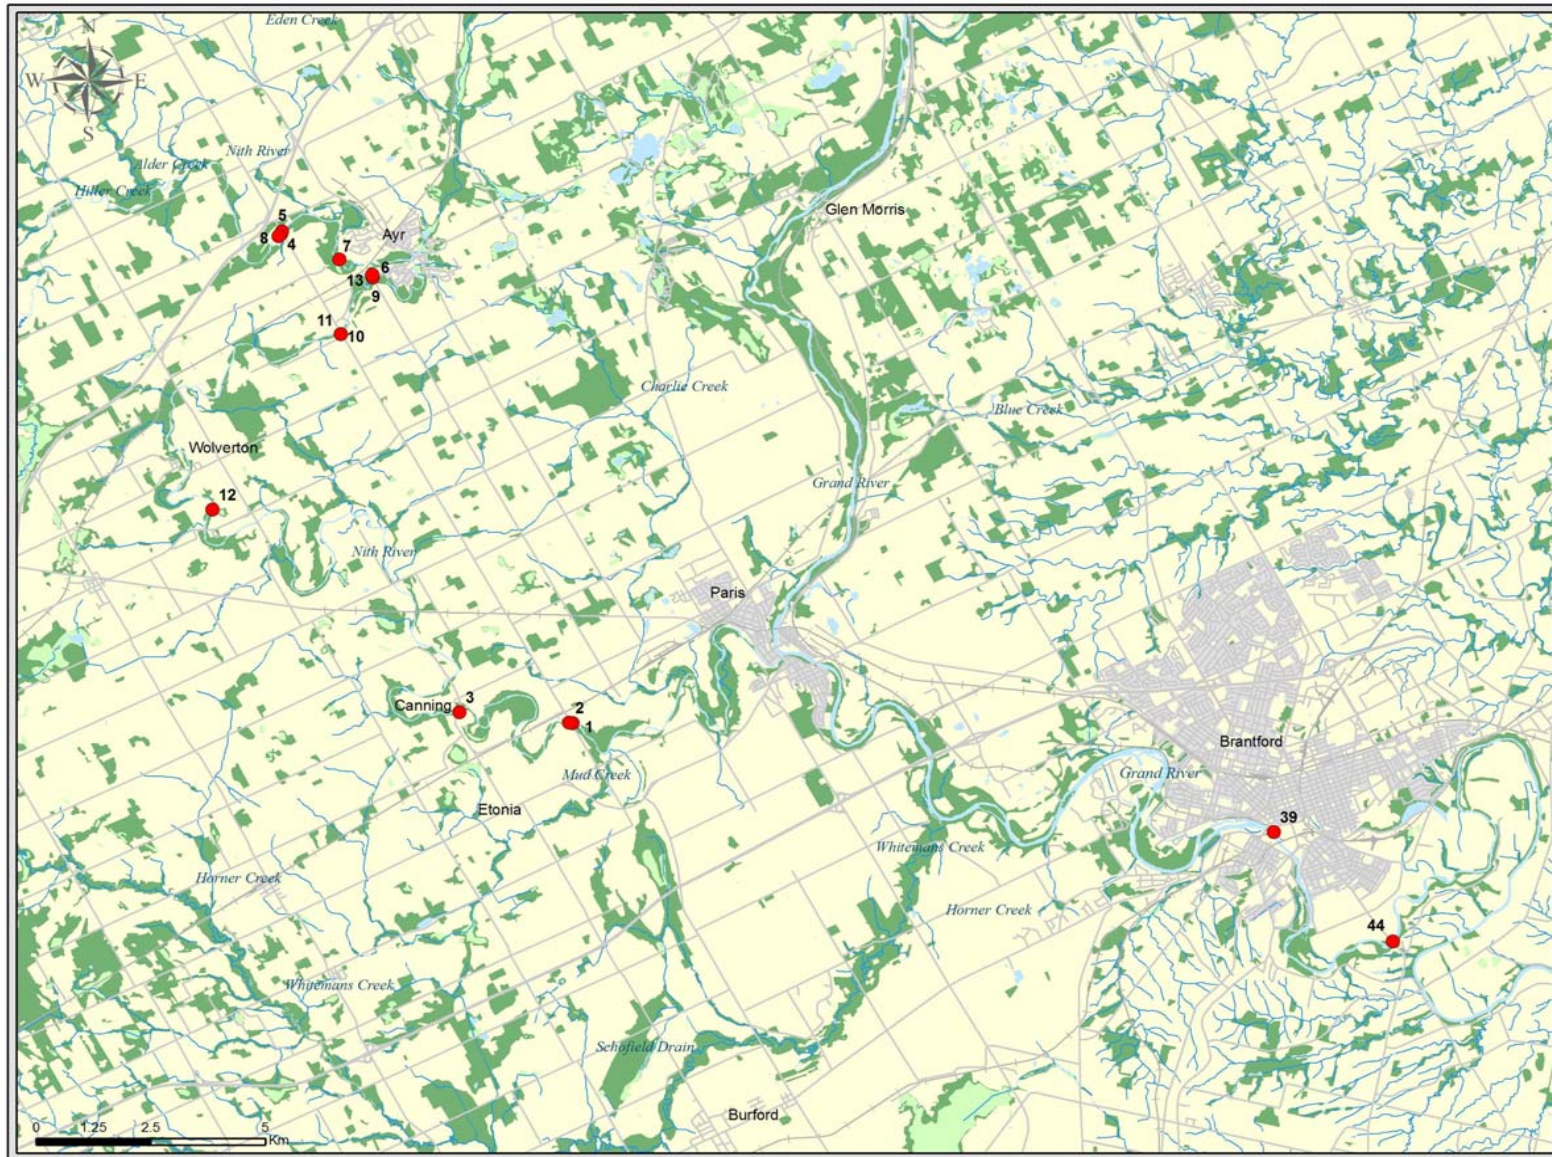 Eden Creek
N
W E
S
Nith River
Alder Creek
Hiller Creek
Glen Morris
5
Ayr
8 4
7
6
13
9
11
10
Charlie Creek
Blue Creek
Wolverton
Grand River
12
Nith River
Paris
Canning
3
2
1
Brantford
Mud Creek
Grand River
Etonia
39
Whitemans Creek
Horner Creek
Horner Creek
44
Whitemans Creek
Schofield Drain
Burford
0 1.25 2.5 5
Km